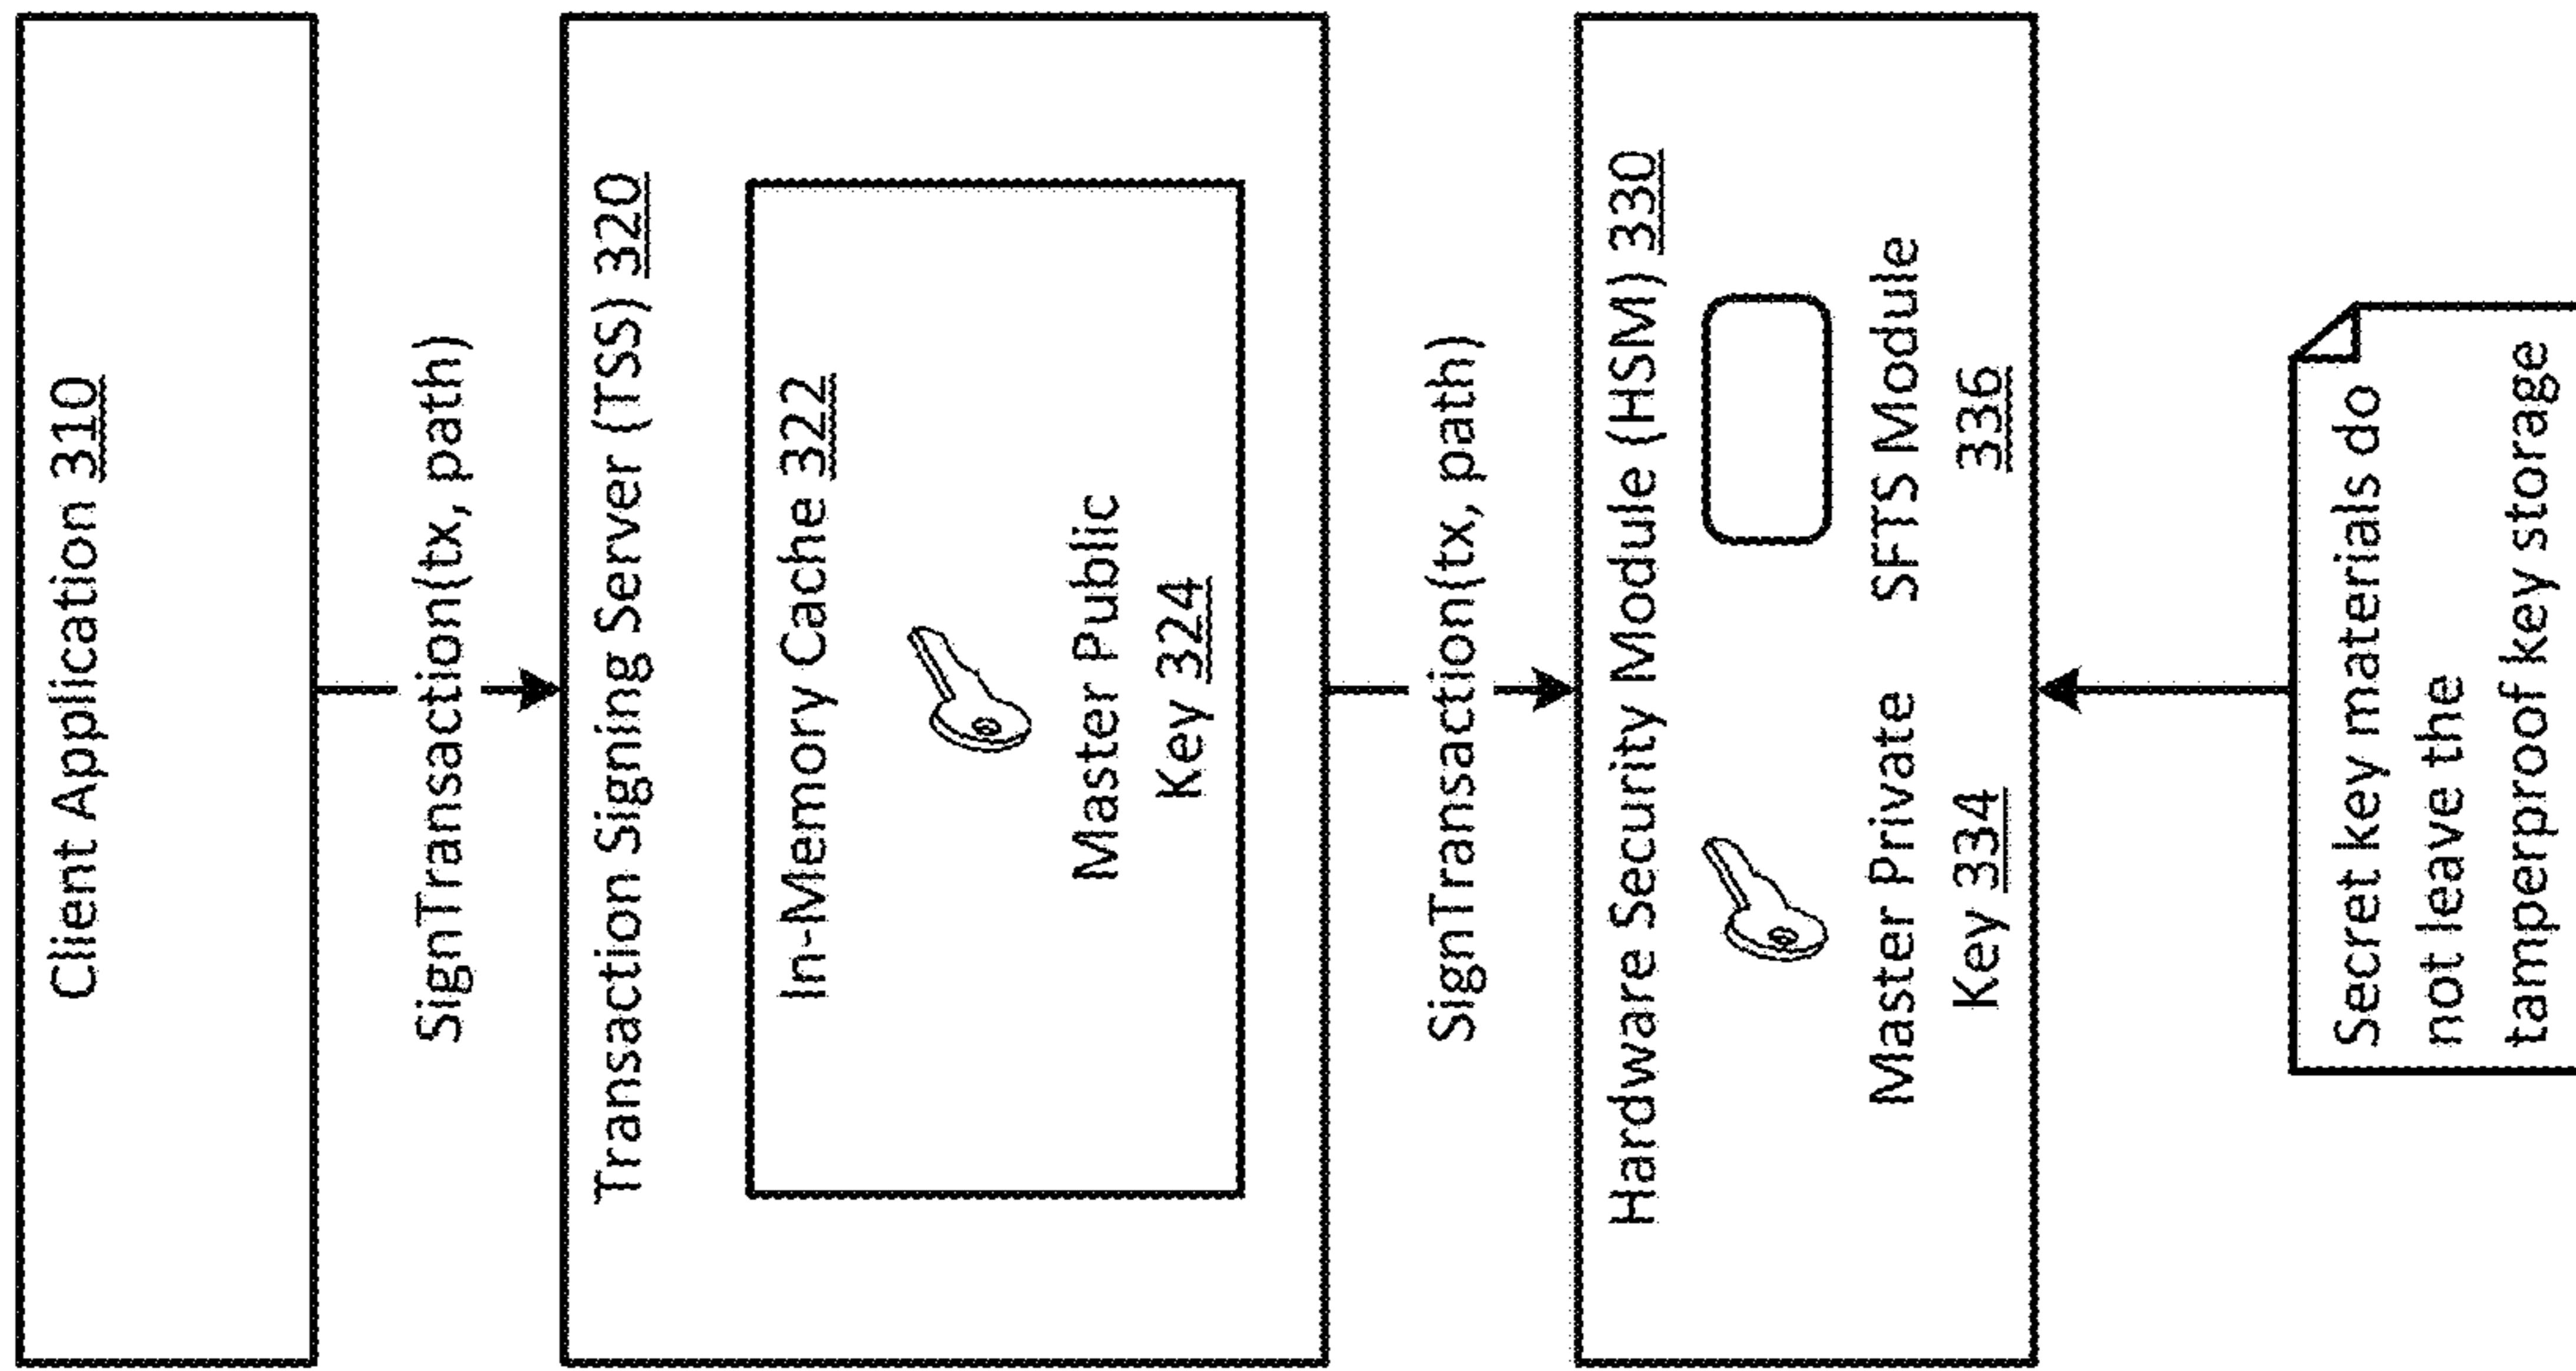 Client Application 310
SignTransaction(tx, path)
Transaction Signing Server (TSS) 320
In-Memory Cache 322
Master Public
Key 324
SignTransaction(tx, path)
Hardware Security Module (HSM) 330
Master Private
Key 334
SFTS Module
336
Secret key materials do
not leave the
tamperproof key storage